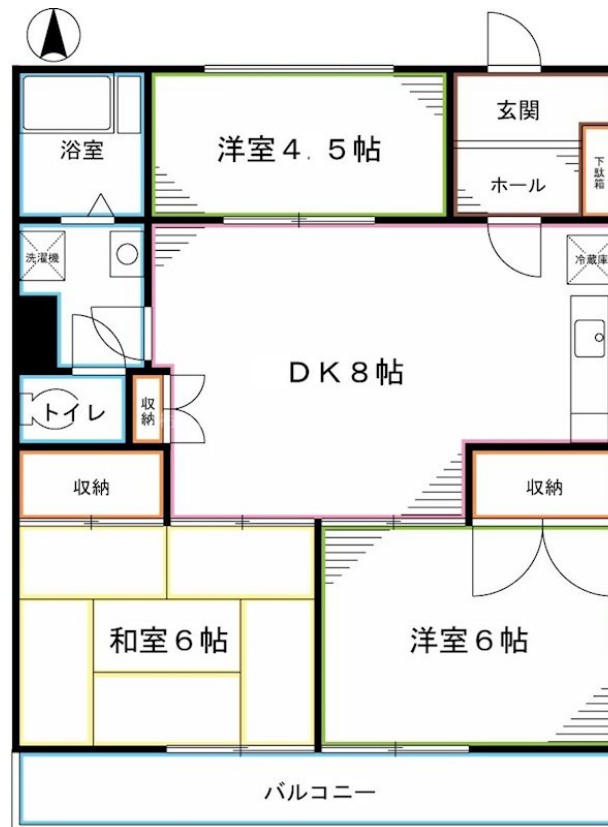 浴室
洋室4.5帖
玄関
ホール
下駄箱
洗濯機
冷蔵庫
DK8帖
トイレ
収納
収納
収納
和室6帖
洋室6帖
バルコニー